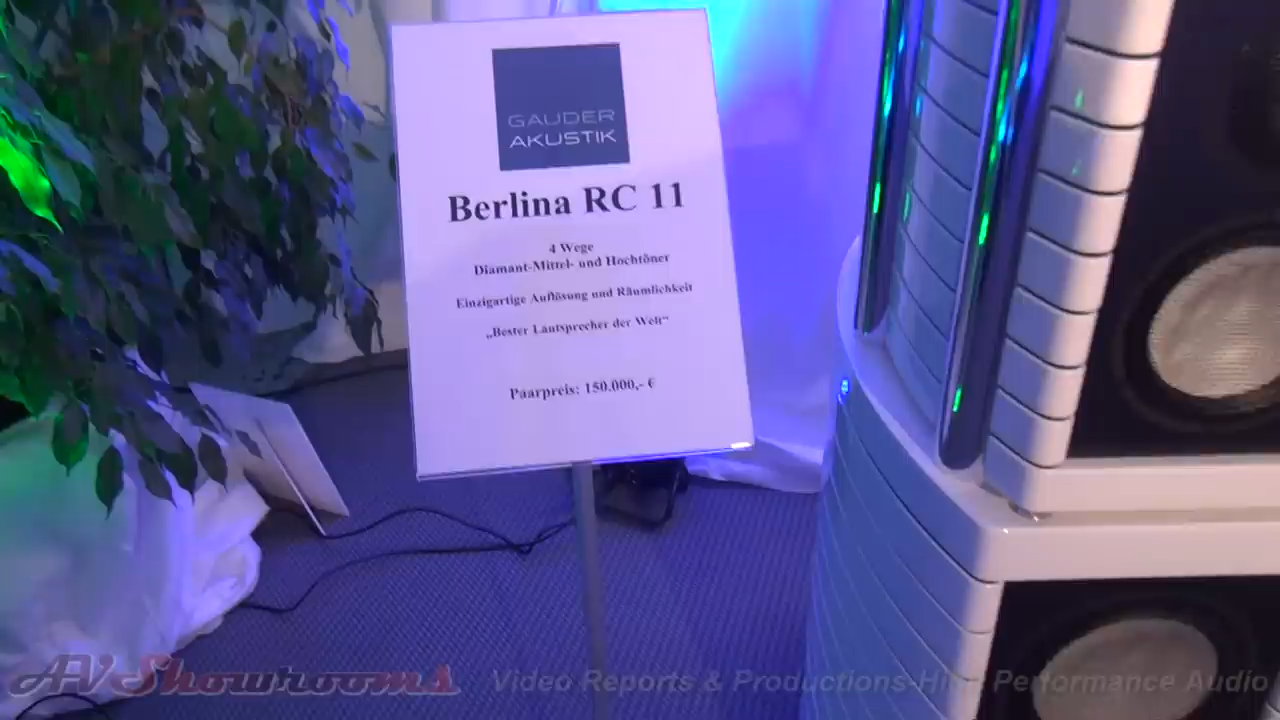 GAUDER
AKUSTIK
Berlina RC 11
4 Wege
Diamant-Mittel- und Hochtöner
Einzigartige Auflösung und Räumlichkeit
„Bester Lautsprecher der Welt“
Paarpreis: 150.000,- €
AV Showrooms Video Reports & Productions-High Performance Audio